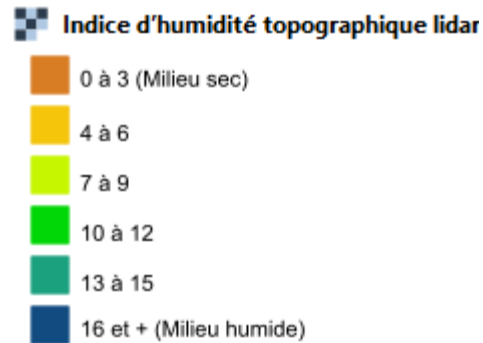 Indice d'humidité topographique lidar
0 à 3 (Milieu sec)
4 à 6
7 à 9
10 à 12
13 à 15
16 et + (Milieu humide)